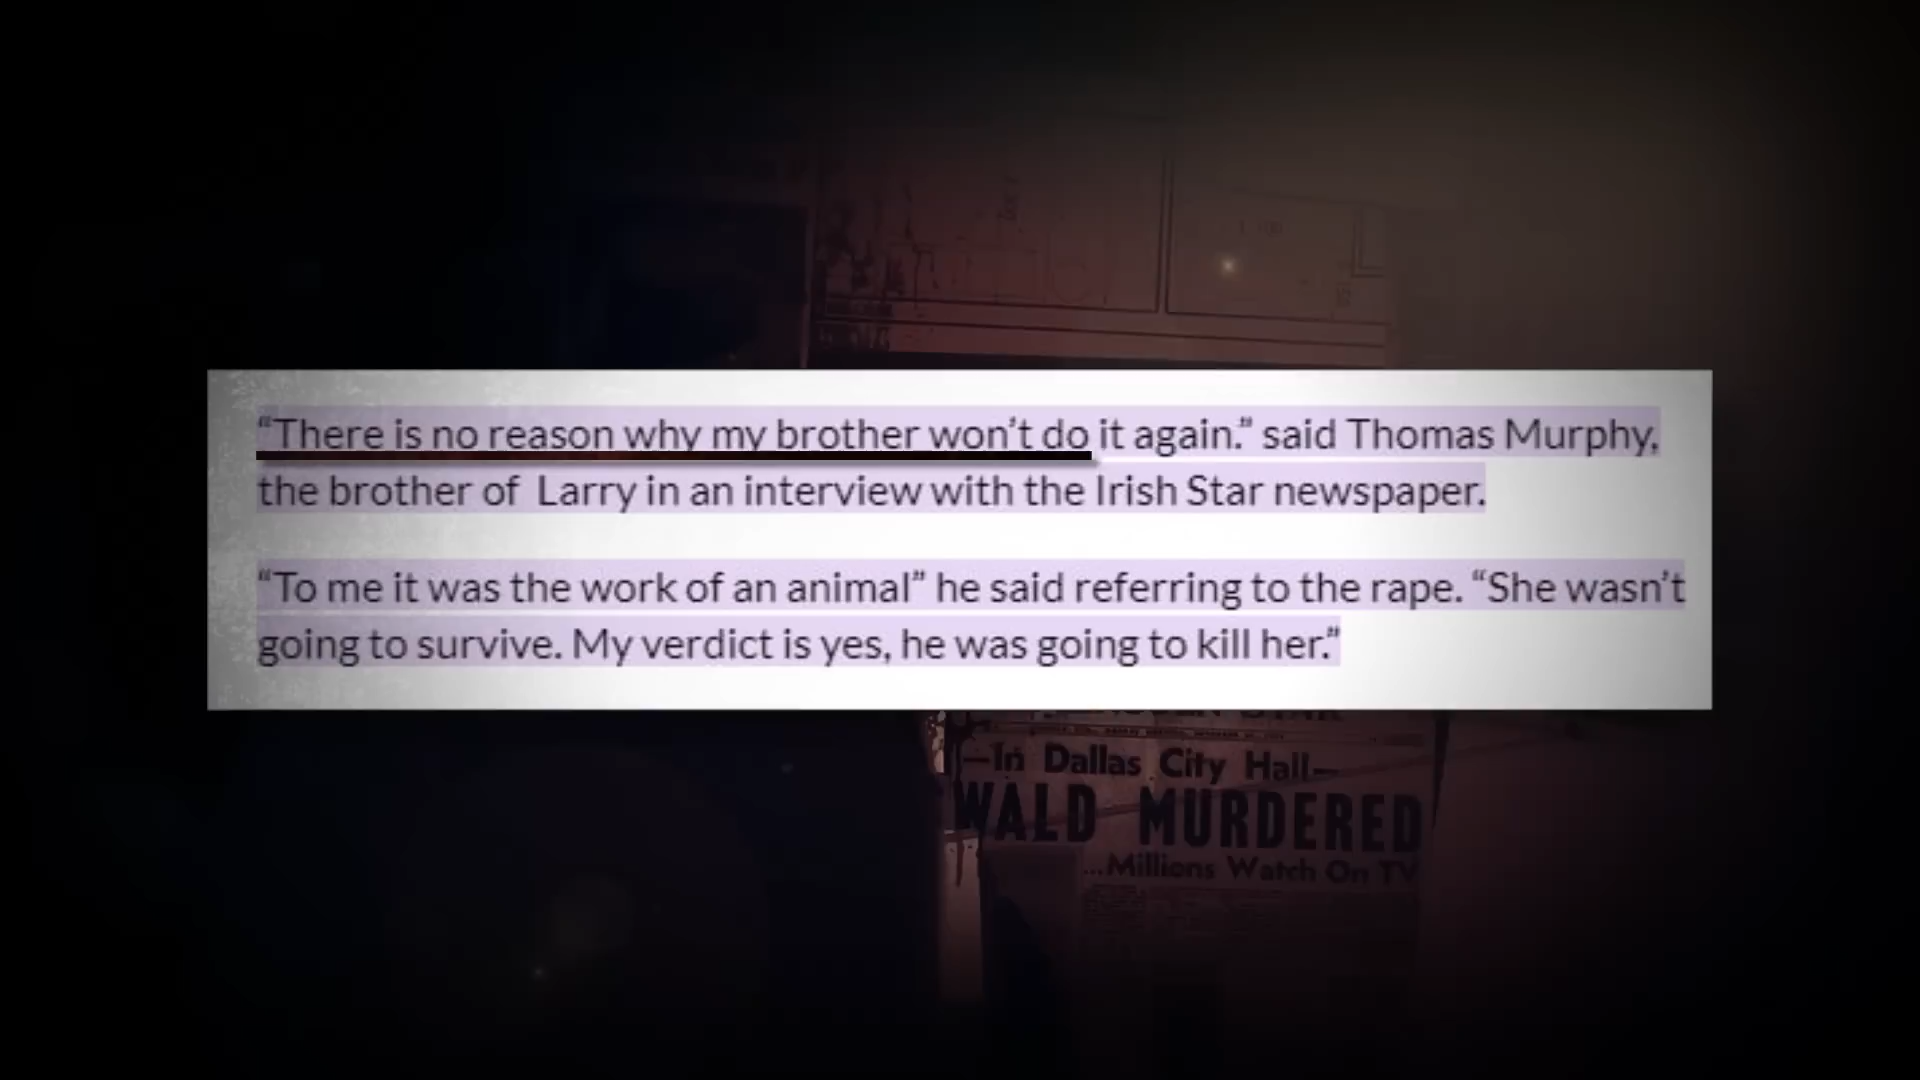 “There is no reason why my brother won’t do it again.” said Thomas Murphy,
the brother of Larry in an interview with the Irish Star newspaper.
“To me it was the work of an animal” he said referring to the rape. “She wasn’t
going to survive. My verdict is yes, he was going to kill her.”
—In Dallas City Hall—
WALD MURDERED
...Millions Watch On TV